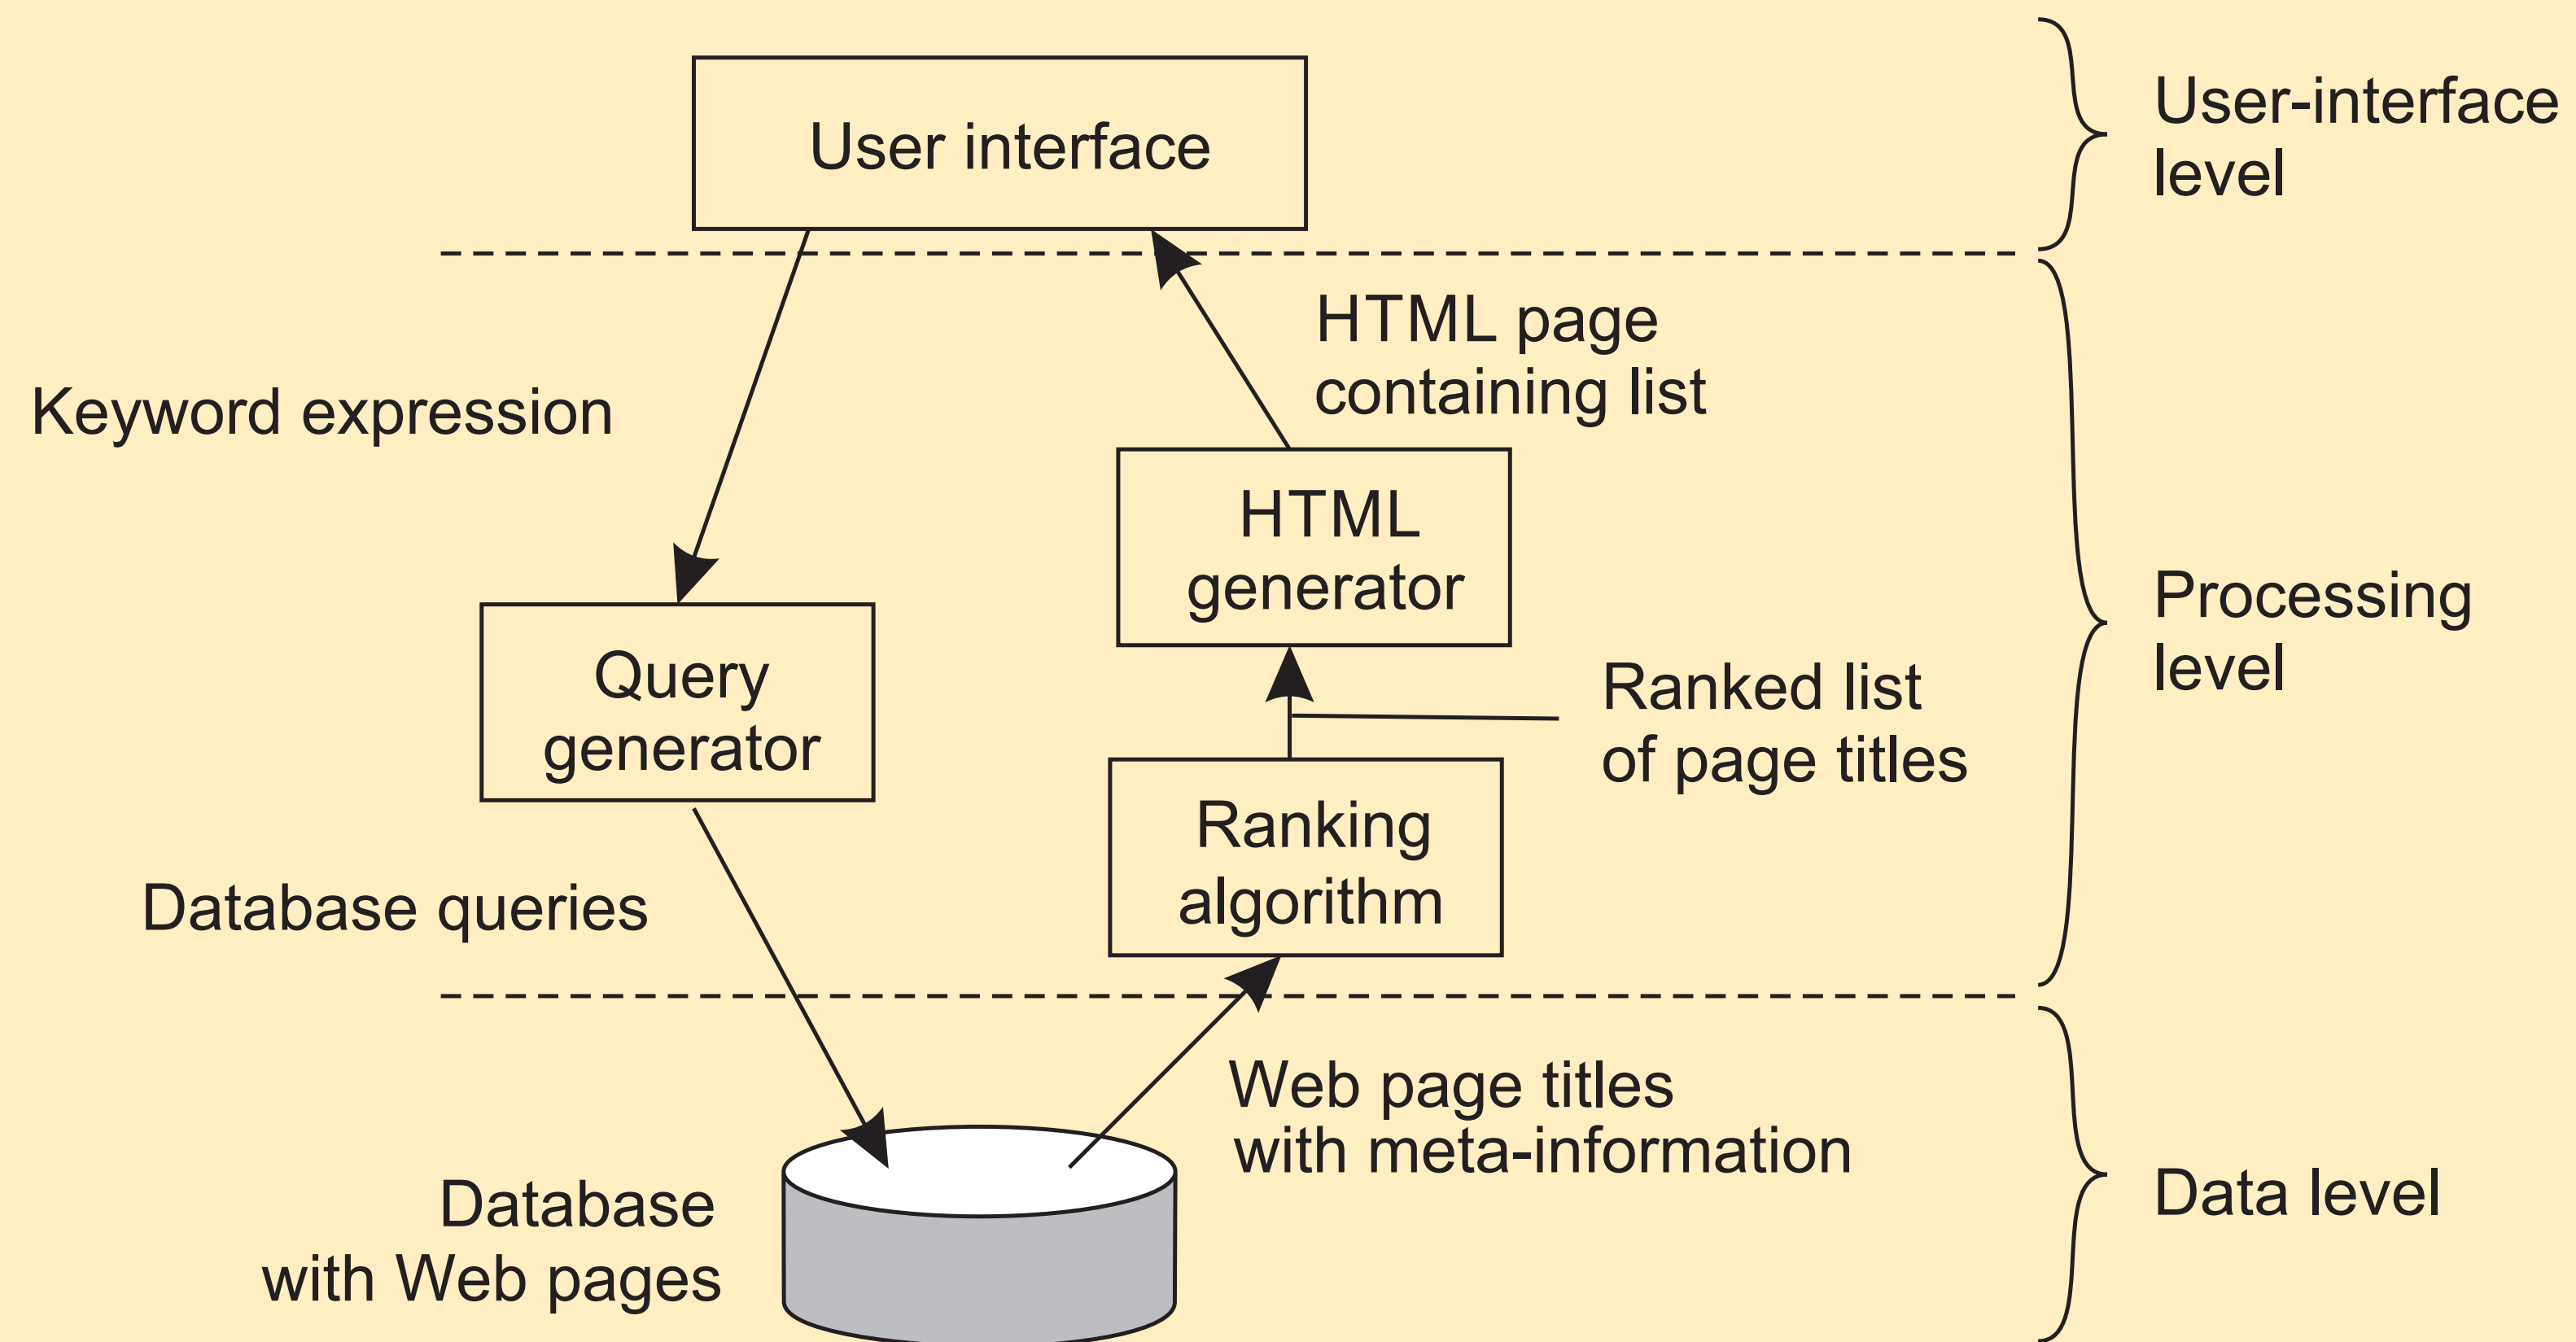 User interface
User-interface
level
HTML page
containing list
Keyword expression
HTML
generator
Processing
level
Query
generator
Ranked list
of page titles
Ranking
algorithm
Database queries
Web page titles
with meta-information
Database
with Web pages
Data level